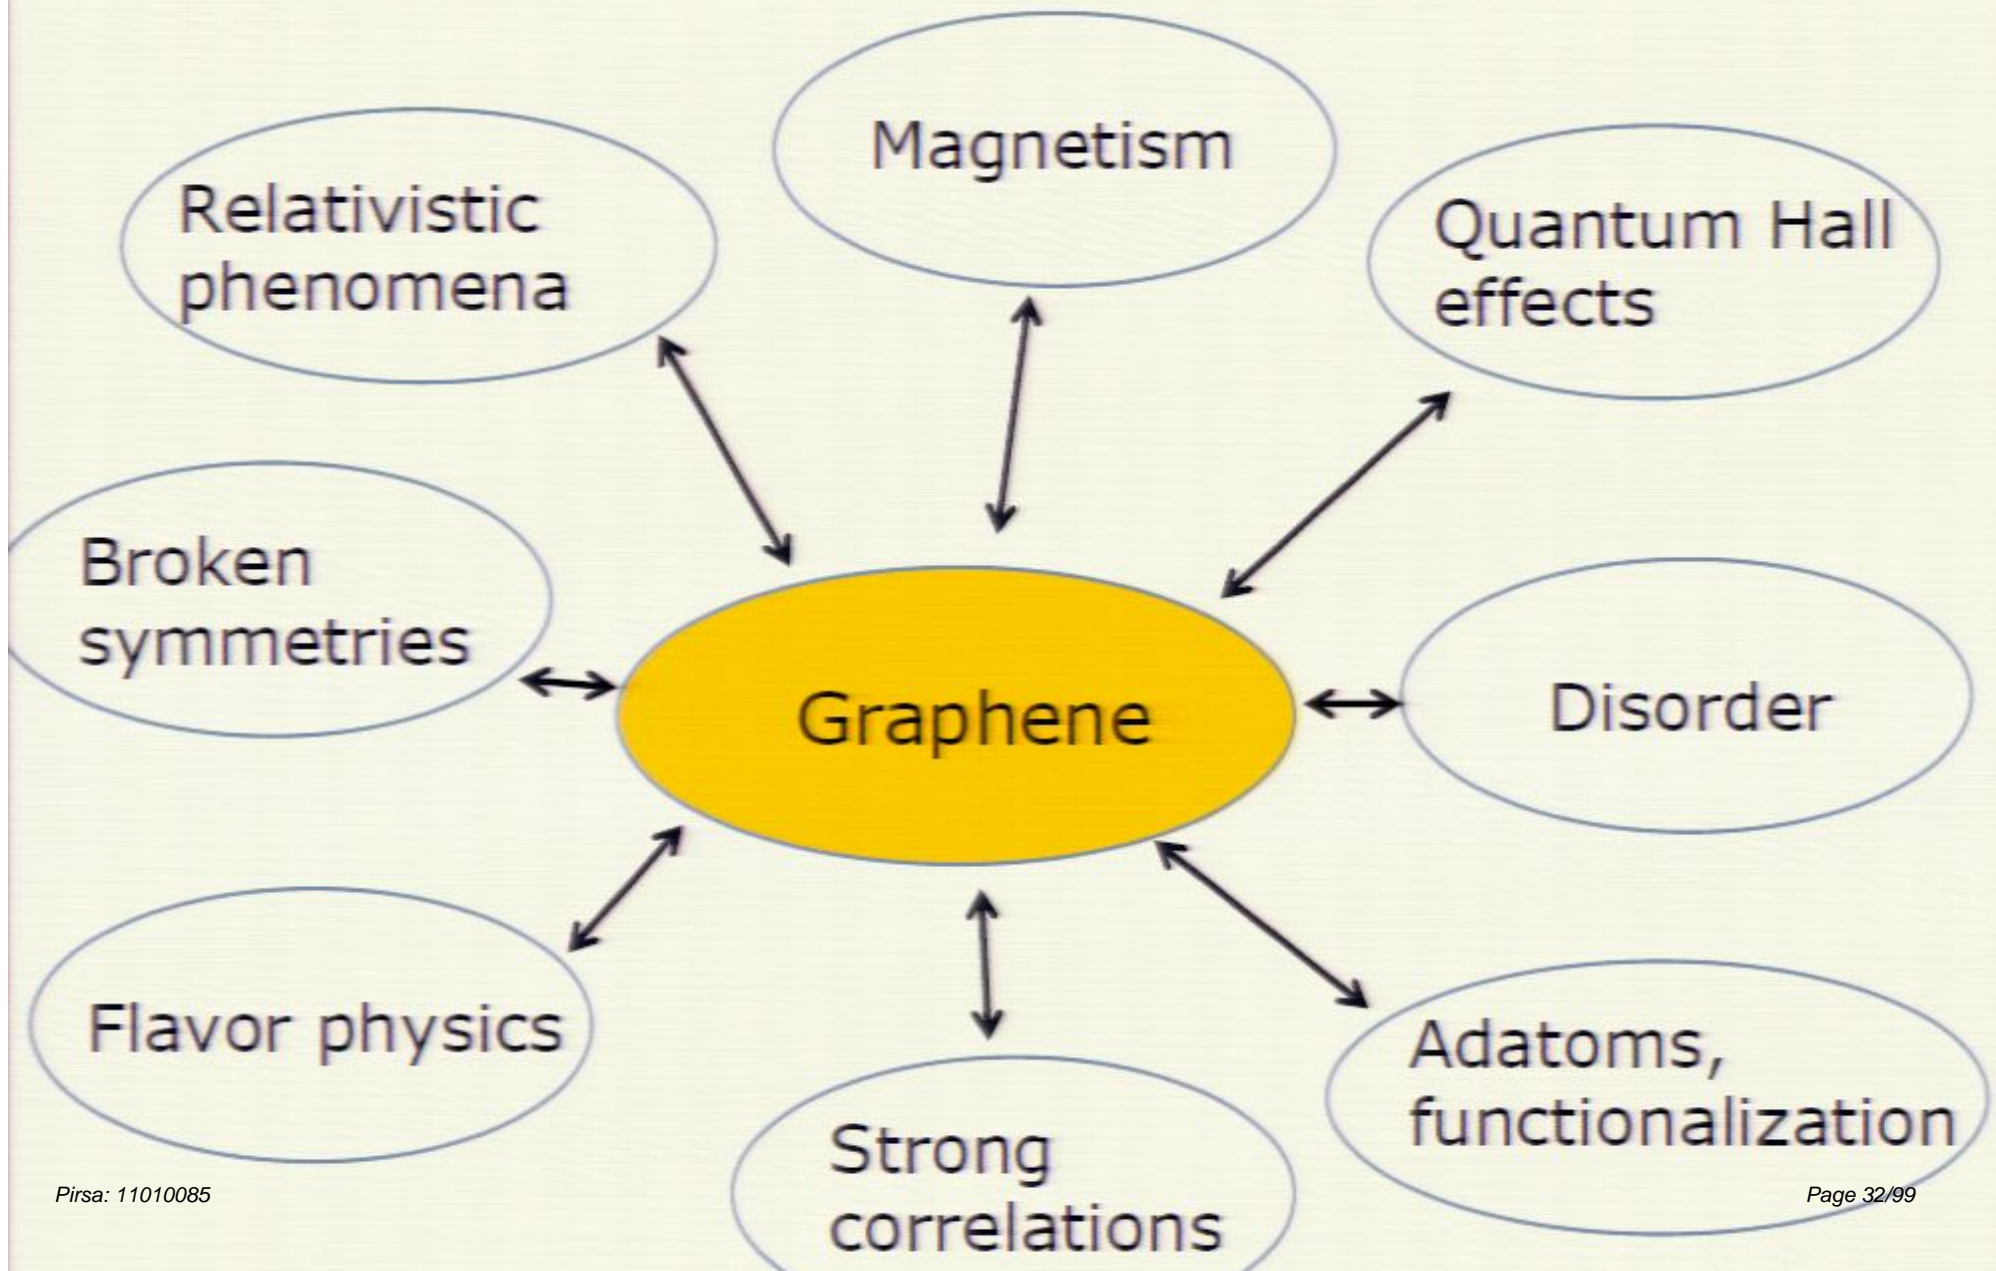 Magnetism
Relativistic
phenomena
Quantum Hall
effects
Broken
symmetries
Graphene
Disorder
Flavor physics
Adatoms,
functionalization
Strong
correlations
Pirsa: 11010085
Page 32/99